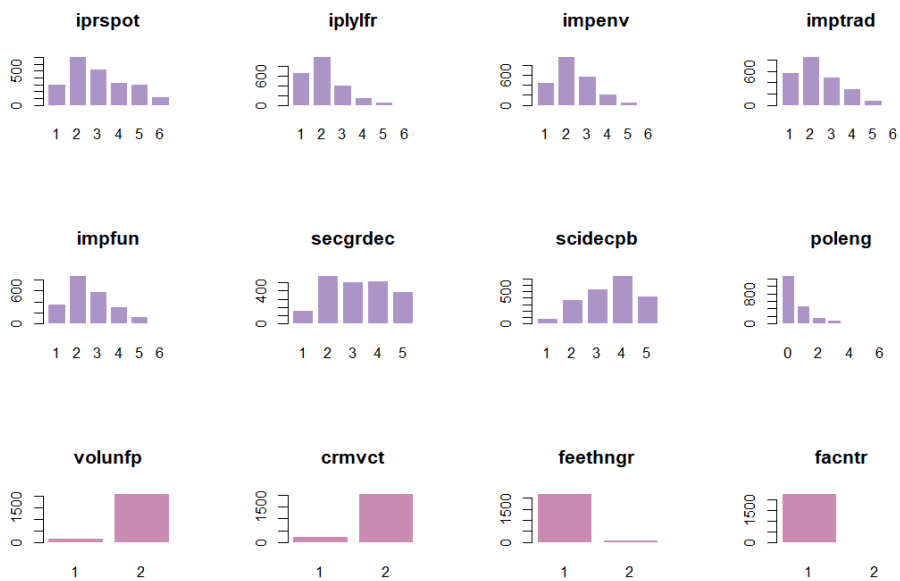 iprspot iplylfr impenv imptrad
0 500 0 600 0 600 0 600
1 2 3 4 5 6 1 2 3 4 5 6 1 2 3 4 5 6 1 2 3 4 5 6
impfun secgrdec scidecpb poleng
0 600 0 400 0 500 0 800
1 2 3 4 5 6 1 2 3 4 5 1 2 3 4 5 0 2 4 6
volunfp crmvct feethngr facntr
0 1500 0 1500 0 1500 0 1500
1 2 1 2 1 2 1 2